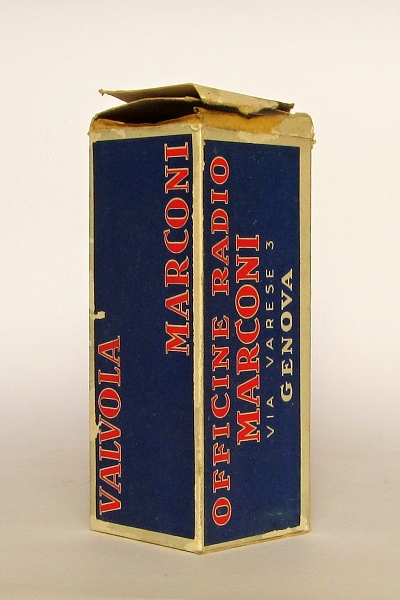 VALVOLA
MARCONI
OFFICINE RADIO
MARCONI
VIA VARESE 3
GENOVA